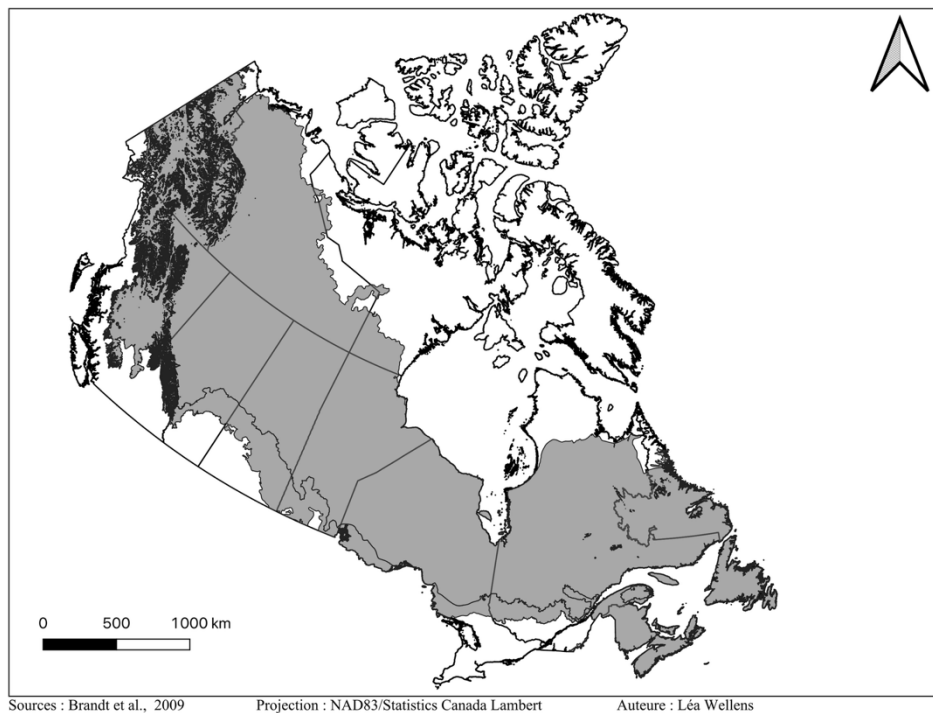 0 500 1000 km
Sources : Brandt et al., 2009 Projection : NAD83/Statistics Canada Lambert Auteure : Léa Wellens